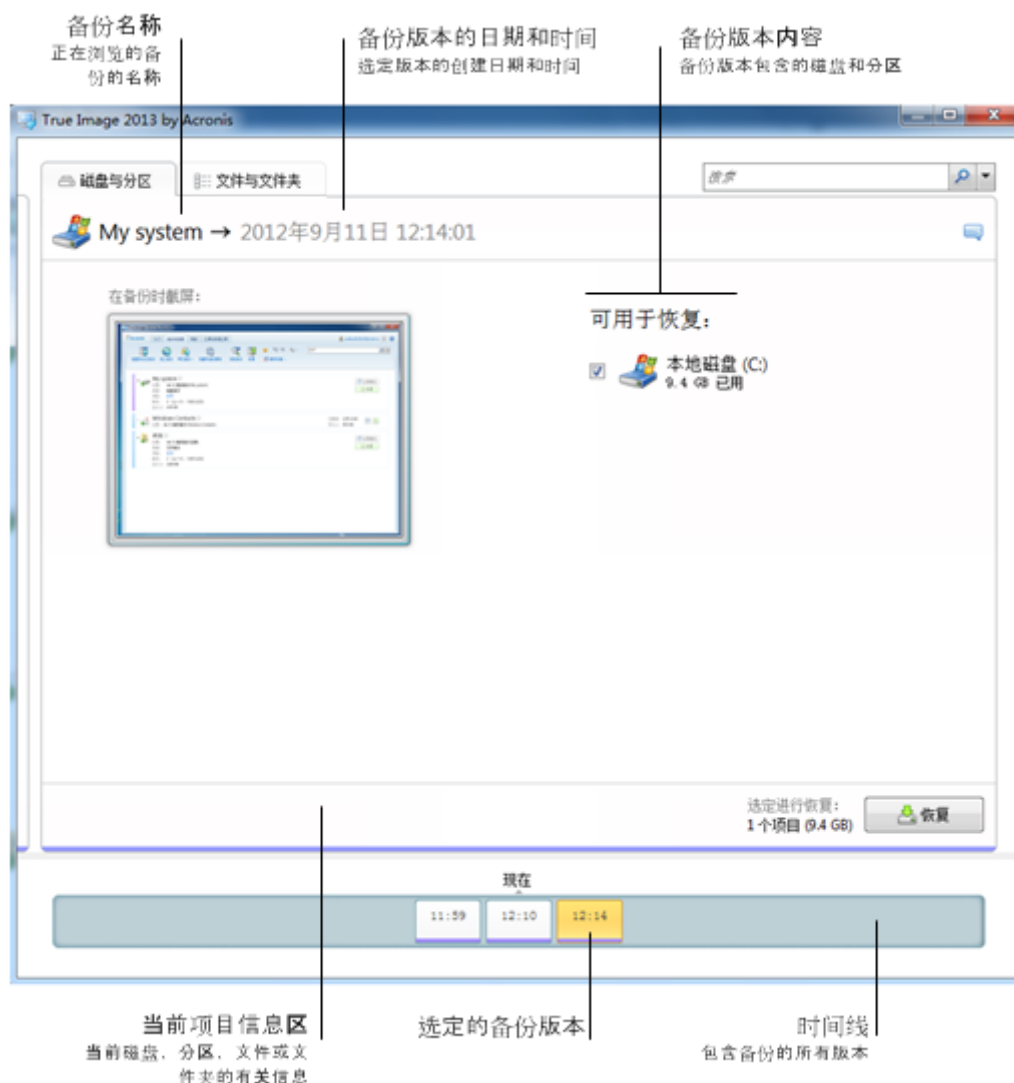 备份名称
正在浏览的备
份的名称
备份版本的日期和时间
选定版本的创建日期和时间
备份版本内容
备份版本包含的磁盘和分区
True Image 2013 by Acronis
磁盘与分区
文件与文件夹
搜索
My system → 2012年9月11日 12:14:01
在备份时截屏：
可用于恢复：
本地磁盘 (C:)
9.4 GB 已用
选定进行恢复：
1 个项目 (9.4 GB)
恢复
现在
11:59
12:10
12:14
当前项目信息区
当前磁盘、分区、文件或文
件夹的有关信息
选定的备份版本
时间线
包含备份的所有版本